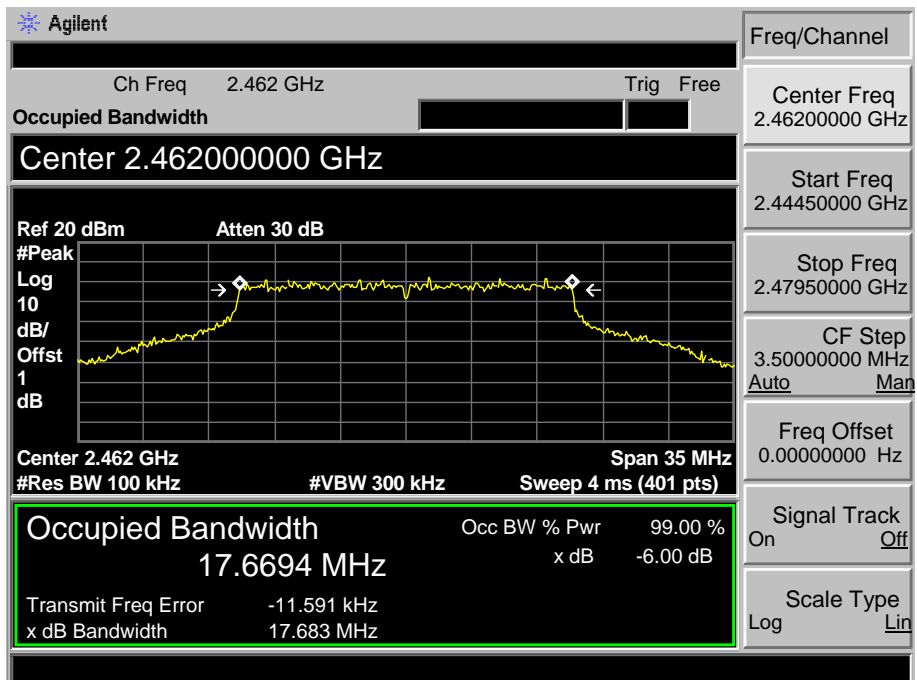 Agilent
Freq/Channel
Ch Freq 2.462 GHz Trig Free
Occupied Bandwidth
Center 2.462000000 GHz
Ref 20 dBm Atten 30 dB
#Peak
Log
10
dB/
Offst
1
dB
Center 2.462 GHz Span 35 MHz
#Res BW 100 kHz #VBW 300 kHz Sweep 4 ms (401 pts)
Occupied Bandwidth
17.6694 MHz
Occ BW % Pwr 99.00 %
x dB -6.00 dB
Transmit Freq Error -11.591 kHz
x dB Bandwidth 17.683 MHz
Center Freq
2.46200000 GHz
Start Freq
2.44450000 GHz
Stop Freq
2.47950000 GHz
CF Step
3.50000000 MHz
Auto Man
Freq Offset
0.00000000 Hz
Signal Track
On Off
Scale Type
Log Lin